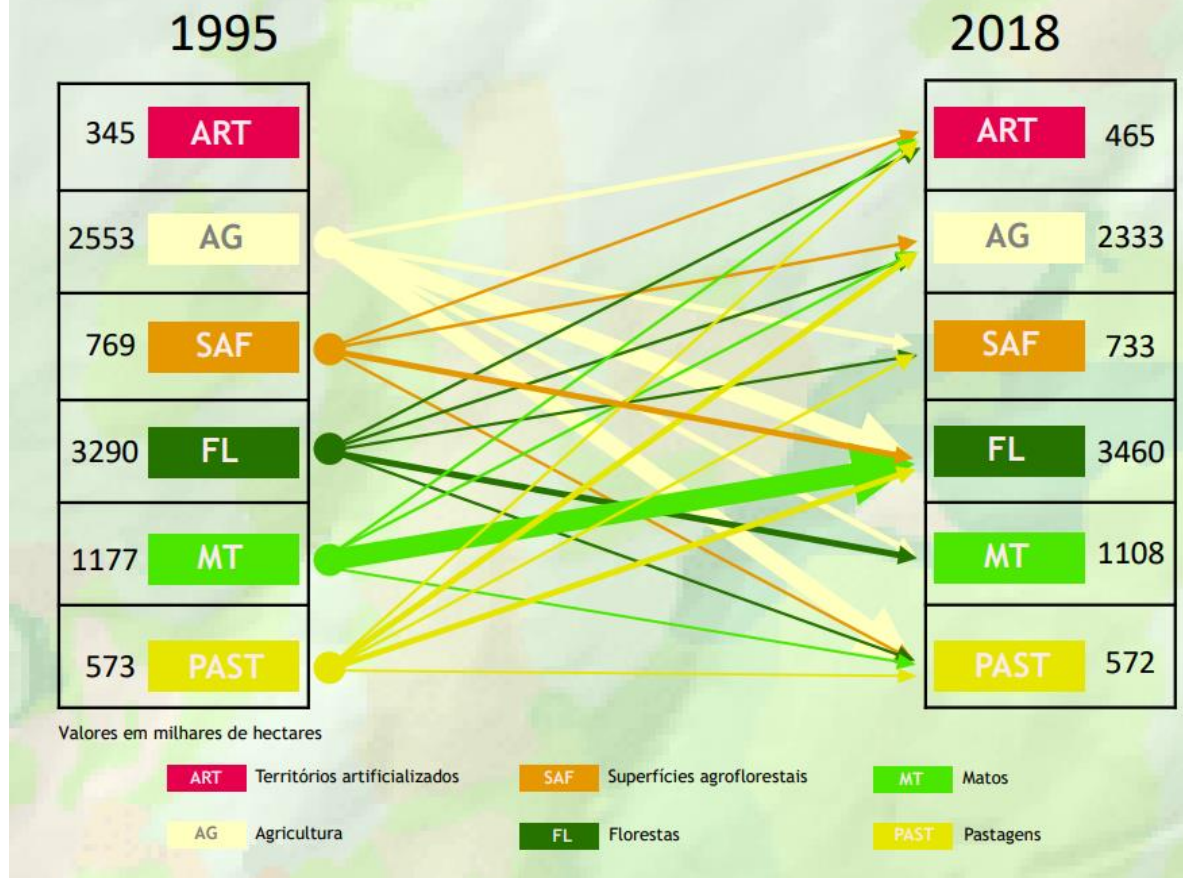 1995 2018
345 ART ART 465
2553 AG AG 2333
769 SAF SAF 733
3290 FL FL 3460
1177 MT MT 1108
573 PAST PAST 572
Valores em milhares de hectares
ART Territórios artificializados SAF Superfícies agroflorestais MT Matos
AG Agricultura FL Florestas PAST Pastagens